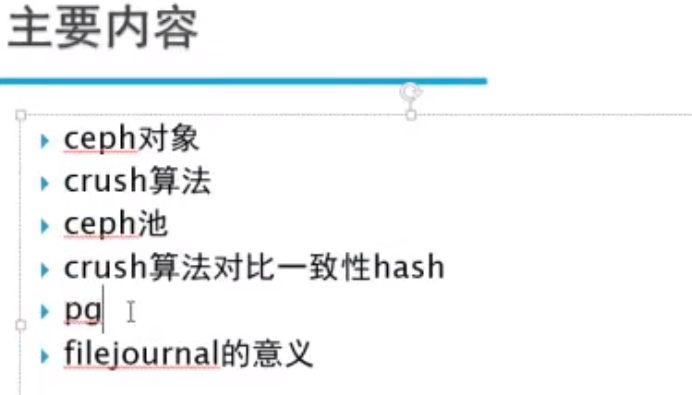 主要内容
ceph对象
crush算法
ceph池
crush算法对比一致性hash
pg
filejournal的意义